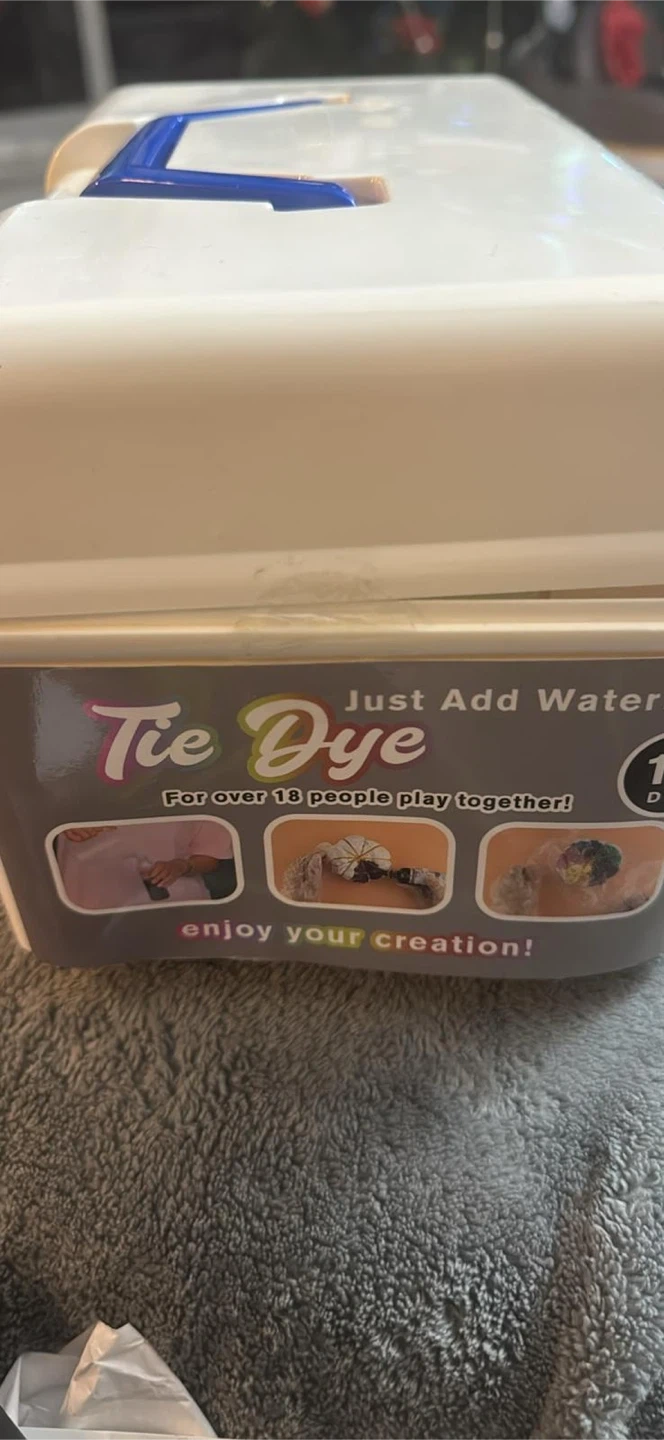 Just Add Water
Tie Dye
For over 18 people play together!
enjoy your creation!